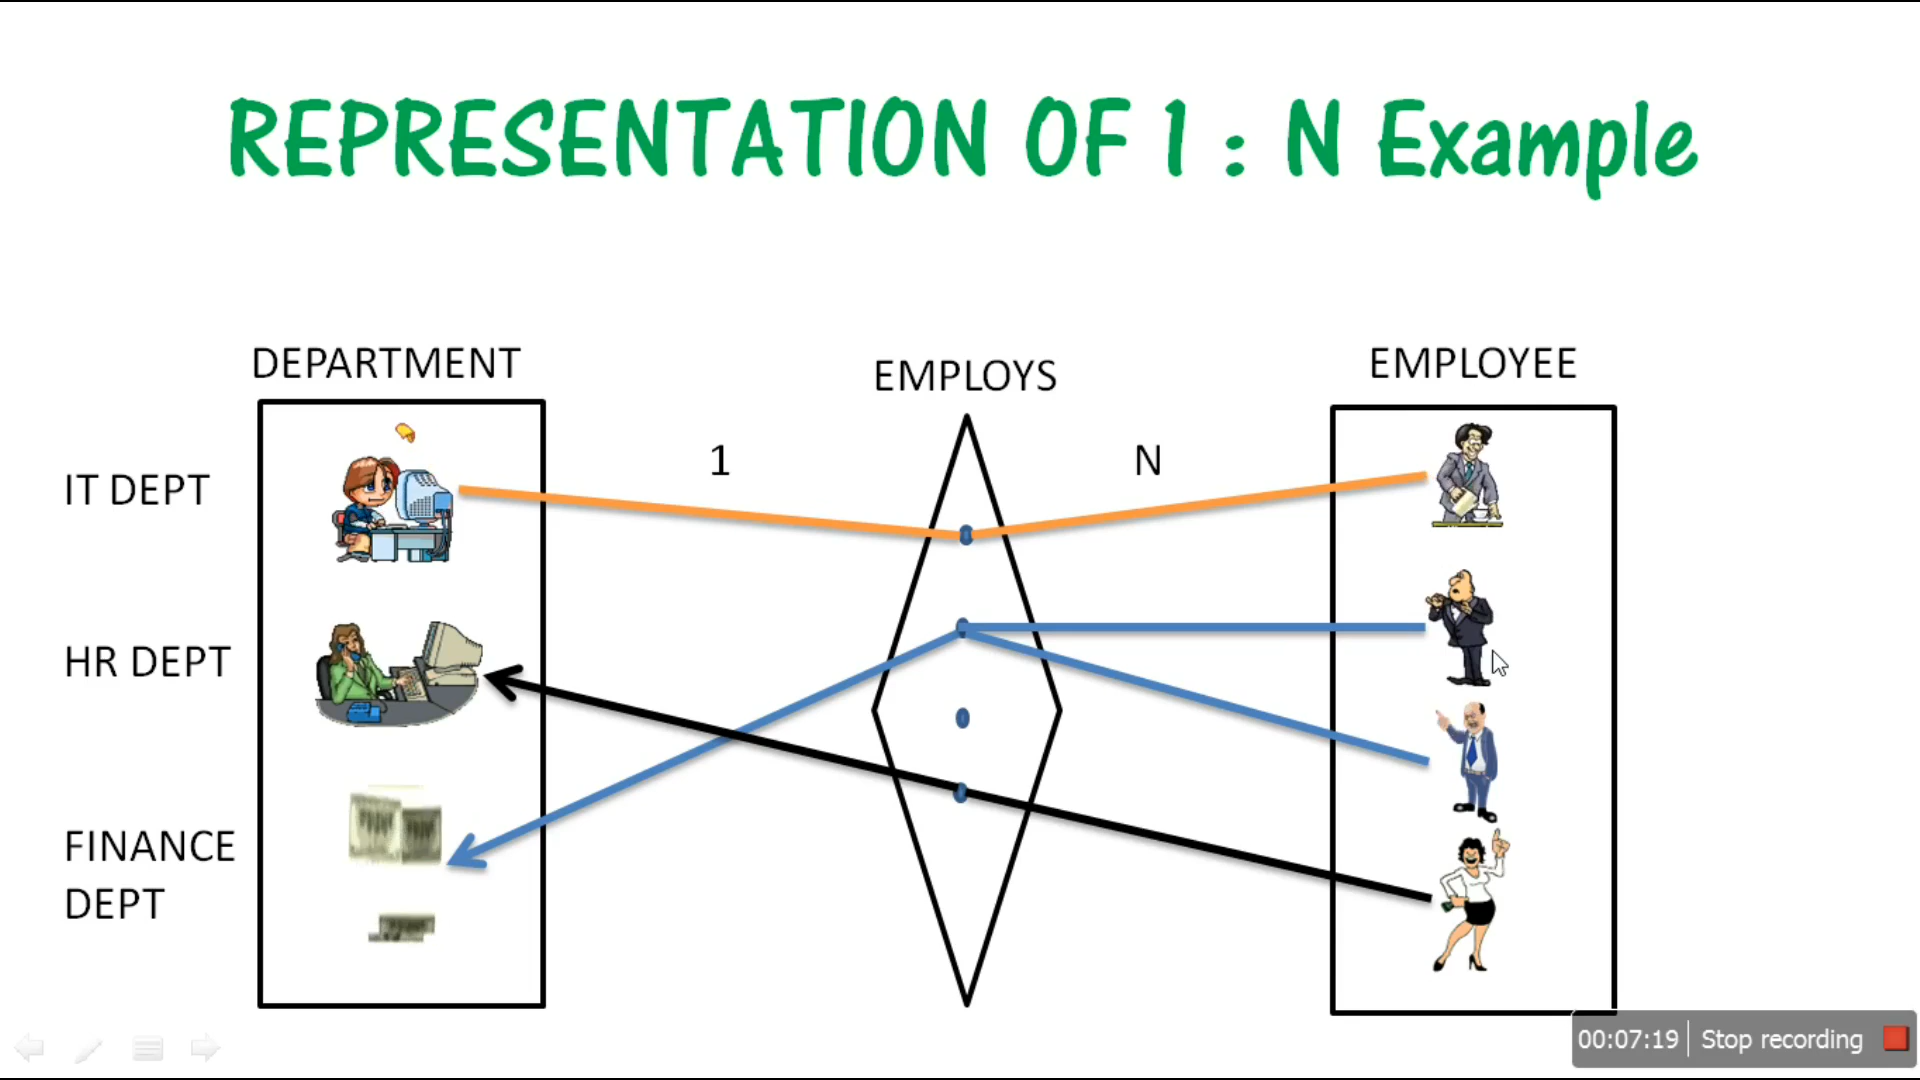 REPRESENTATION OF 1 : N Example
DEPARTMENT
EMPLOYS
EMPLOYEE
1
N
IT DEPT
HR DEPT
FINANCE
DEPT
00:07:19 Stop recording